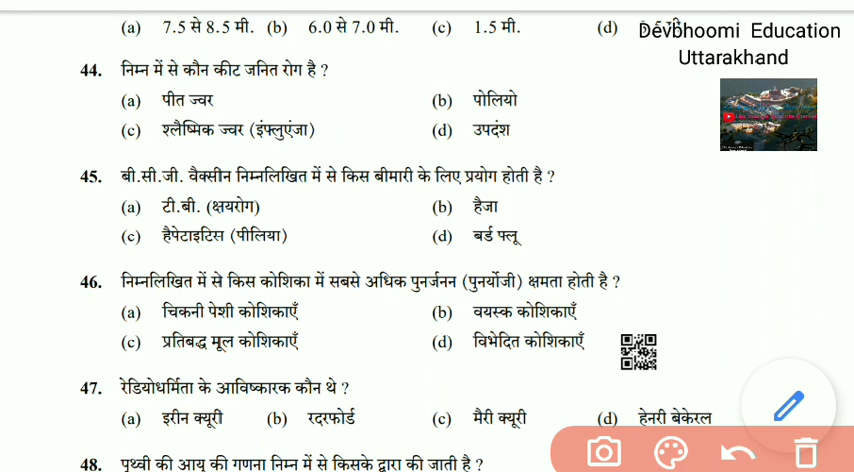 (a) 7.5 से 8.5 मी. (b) 6.0 से 7.0 मी. (c) 1.5 मी. (d)
Devbhoomi Education
Uttarakhand
44. निम्न में से कौन कीट जनित रोग है ?
(a) पीत ज्वर (b) पोलियो
(c) श्लैष्मिक ज्वर (इंफ्लुएंजा) (d) उपदंश
45. बी.सी.जी. वैक्सीन निम्नलिखित में से किस बीमारी के लिए प्रयोग होती है ?
(a) टी.बी. (क्षयरोग) (b) हैजा
(c) हैपेटाइटिस (पीलिया) (d) बर्ड फ्लू
46. निम्नलिखित में से किस कोशिका में सबसे अधिक पुनर्जनन (पुनर्योजी) क्षमता होती है ?
(a) चिकनी पेशी कोशिकाएँ (b) वयस्क कोशिकाएँ
(c) प्रतिबद्ध मूल कोशिकाएँ (d) विभेदित कोशिकाएँ
47. रेडियोधर्मिता के आविष्कारक कौन थे ?
(a) इरीन क्यूरी (b) रदरफोर्ड (c) मैरी क्यूरी (d) हेनरी बेकेरल
48. पृथ्वी की आयु की गणना निम्न में से किसके द्वारा की जाती है ?